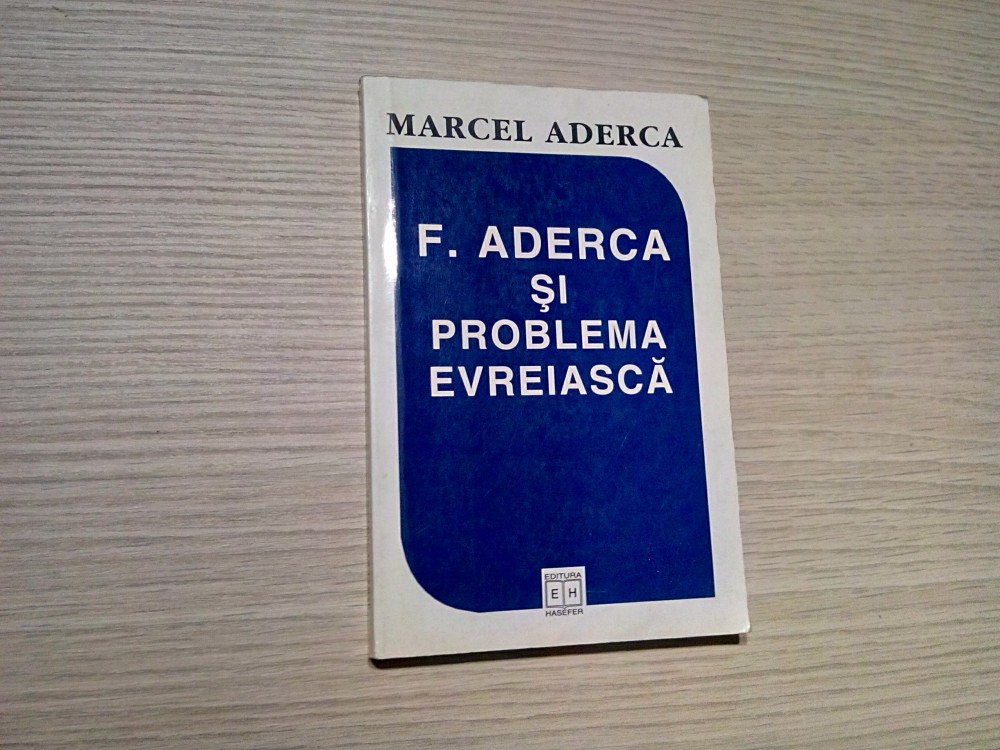 MARCEL ADERCA
F. ADERCA
ŞI
PROBLEMA
EVREIASCĂ
EDITURA
E H
HASEFER